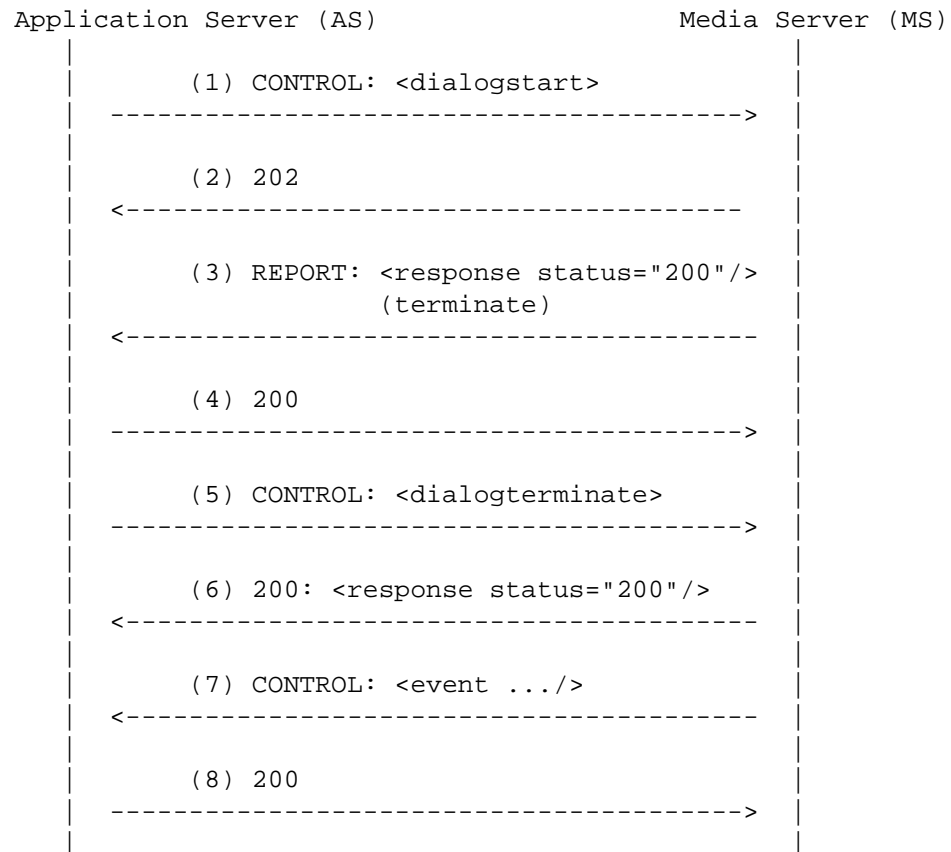 Application Server (AS) Media Server (MS)
(1) CONTROL: <dialogstart>
(2) 202
(3) REPORT: <response status="200"/>
(terminate)
(4) 200
(5) CONTROL: <dialogterminate>
(6) 200: <response status="200"/>
(7) CONTROL: <event .../>
(8) 200